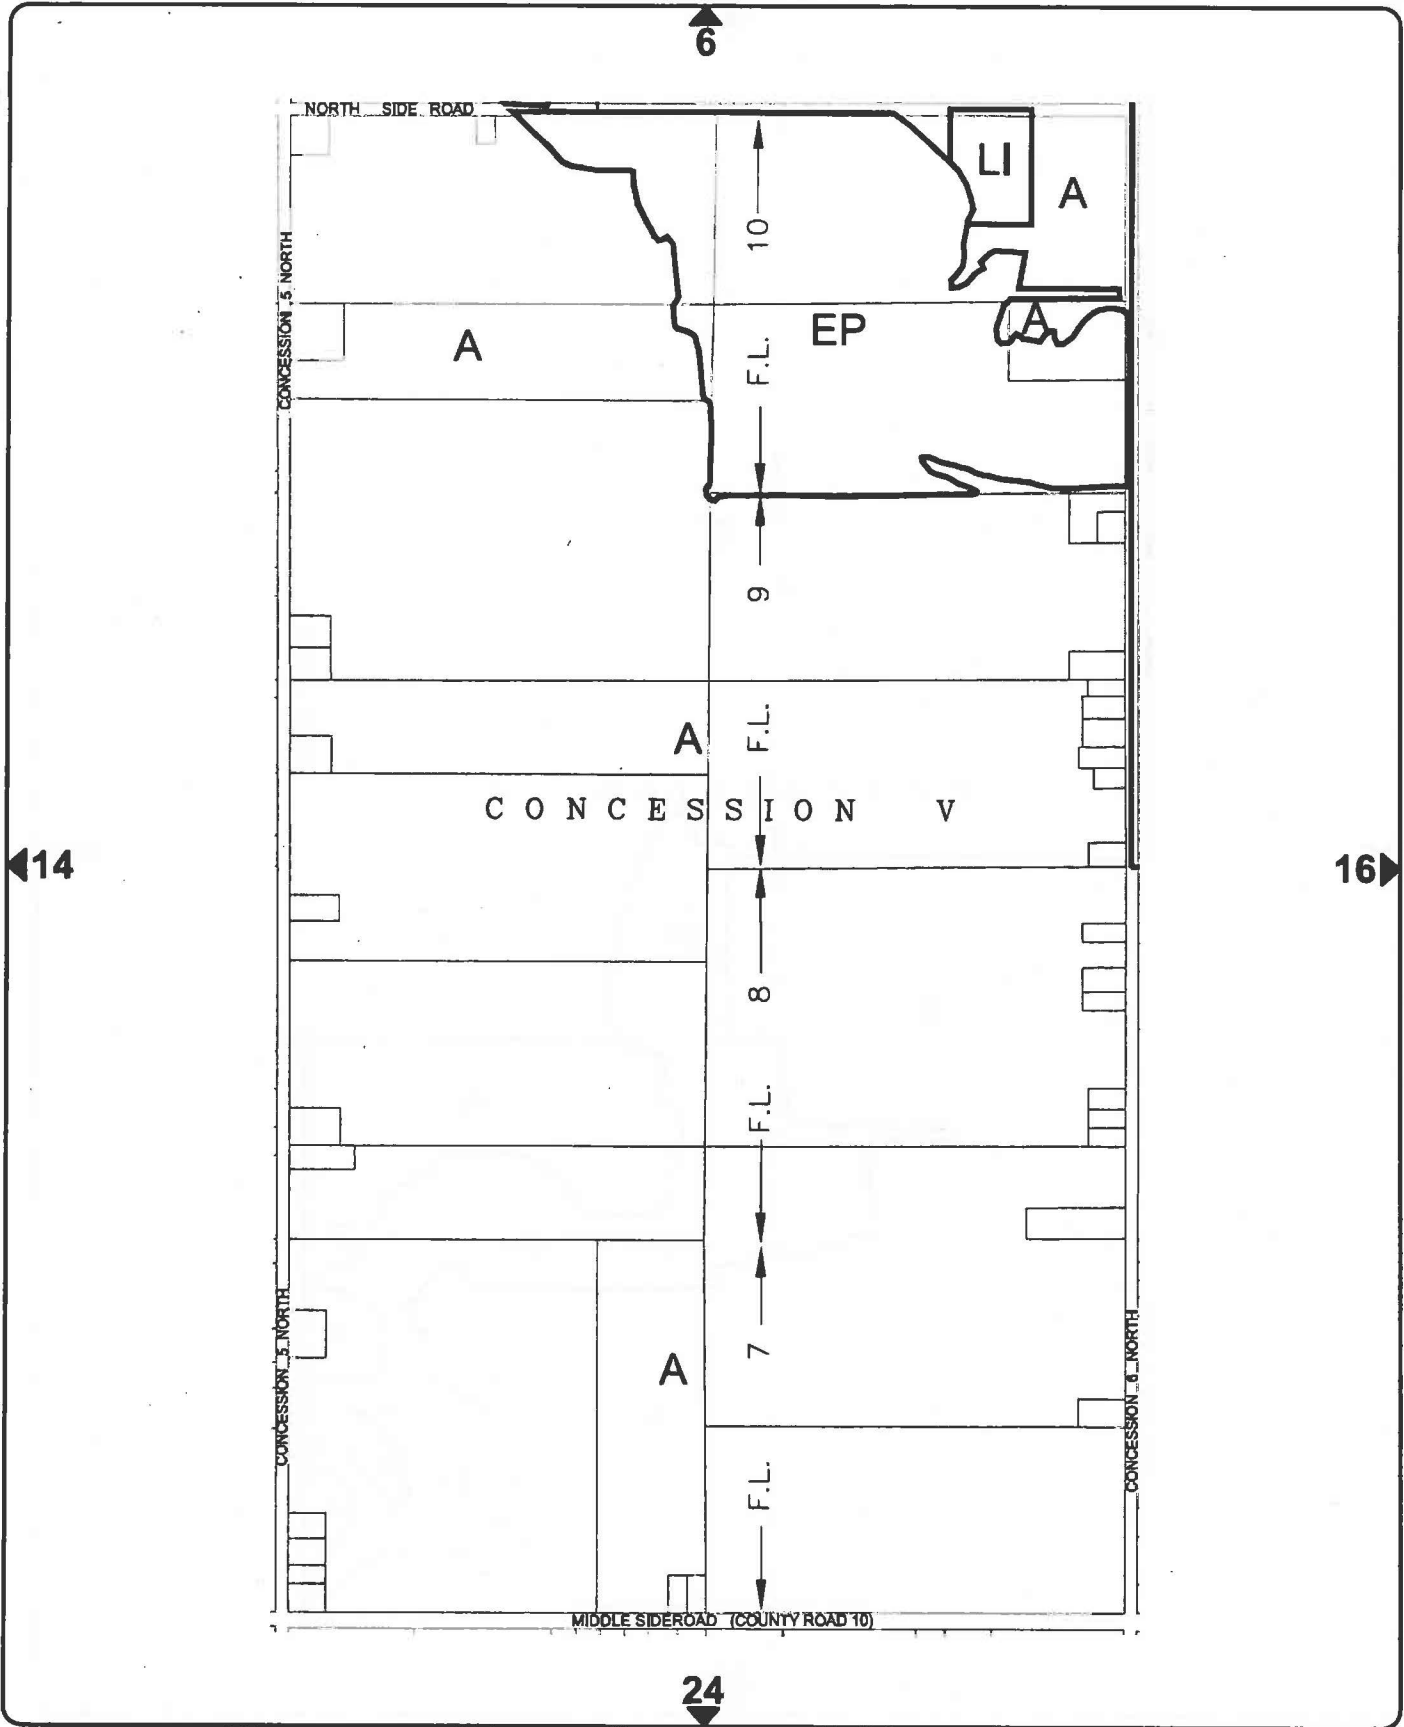 6
NORTH SIDE ROAD
LI
A
10
CONCESSION 5 NORTH
A
EP
A
F.L.
9
A
F.L.
CONCESSION V
14
16
8
F.L.
CONCESSION 5 NORTH
7
A
CONCESSION 6 NORTH
F.L.
MIDDLE SIDEROAD (COUNTY ROAD 10)
24